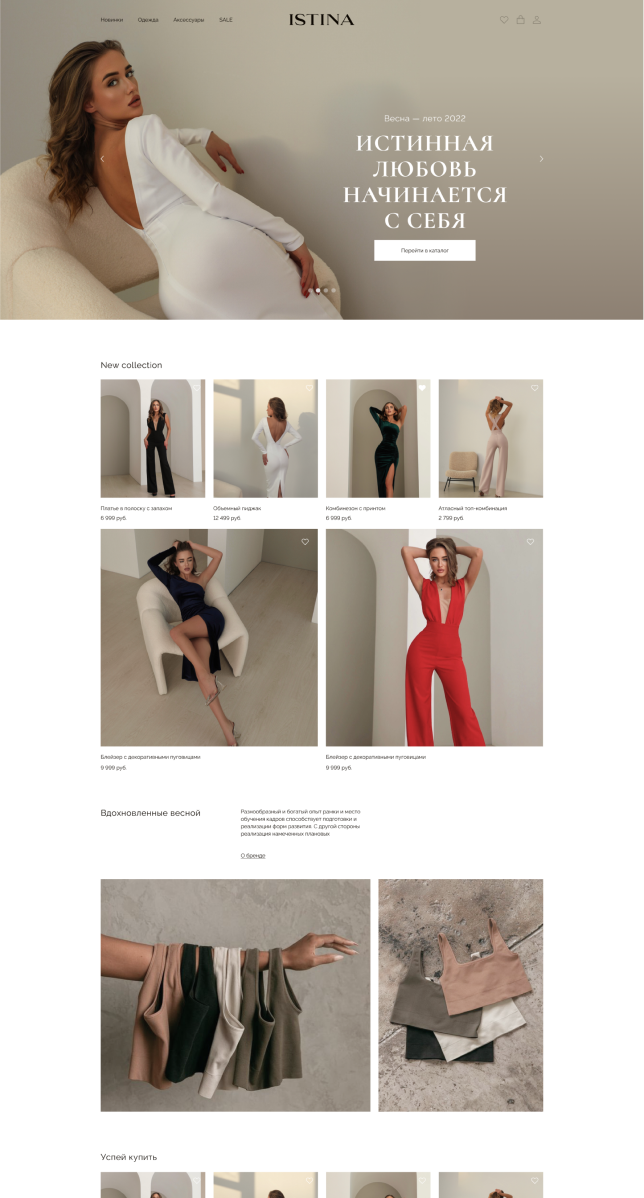 Новинки Одежда Аксессуары SALE ISTINA
Весна — лето 2022
ИСТИННАЯ
ЛЮБОВЬ
НАЧИНАЕТСЯ
С СЕБЯ
Перейти в каталог
New collection
Платье в полоску с запахом
6 999 руб.
Объемный пиджак
12 499 руб.
Комбинезон с принтом
6 999 руб.
Атласный топ-комбинация
2 799 руб.
Блейзер с декоративными пуговицами
9 999 руб.
Блейзер с декоративными пуговицами
9 999 руб.
Вдохновленные весной
Разнообразный и богатый опыт рамки и место
обучения кадров способствует подготовки и
реализации форм развития. С другой стороны
реализация намеченных плановых
О бренде
Успей купить